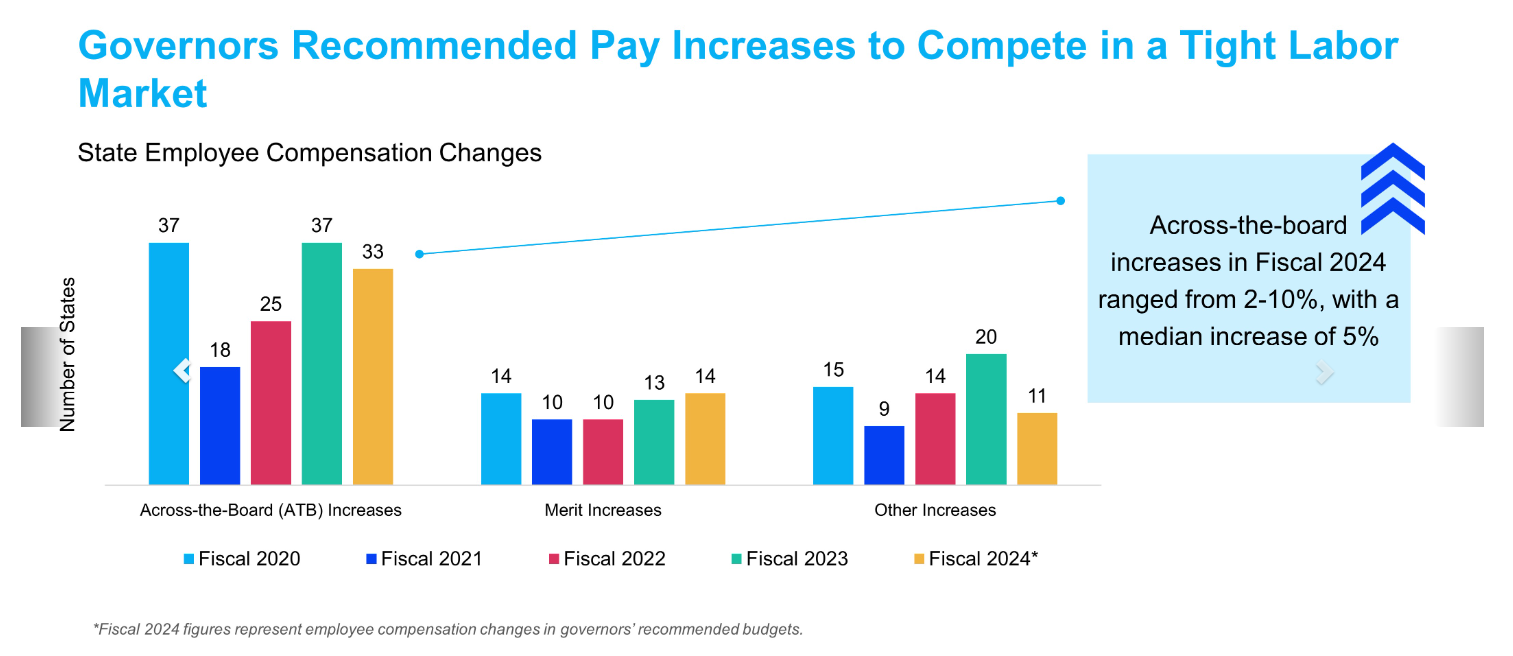 Governors Recommended Pay Increases to Compete in a Tight Labor
Market
State Employee Compensation Changes
Number of States
37
18
25
37
33
14
10
10
13
14
15
9
14
20
11
Across-the-Board (ATB) Increases
Merit Increases
Other Increases
Fiscal 2020
Fiscal 2021
Fiscal 2022
Fiscal 2023
Fiscal 2024*
Across-the-board
increases in Fiscal 2024
ranged from 2-10%, with a
median increase of 5%
*Fiscal 2024 figures represent employee compensation changes in governors’ recommended budgets.